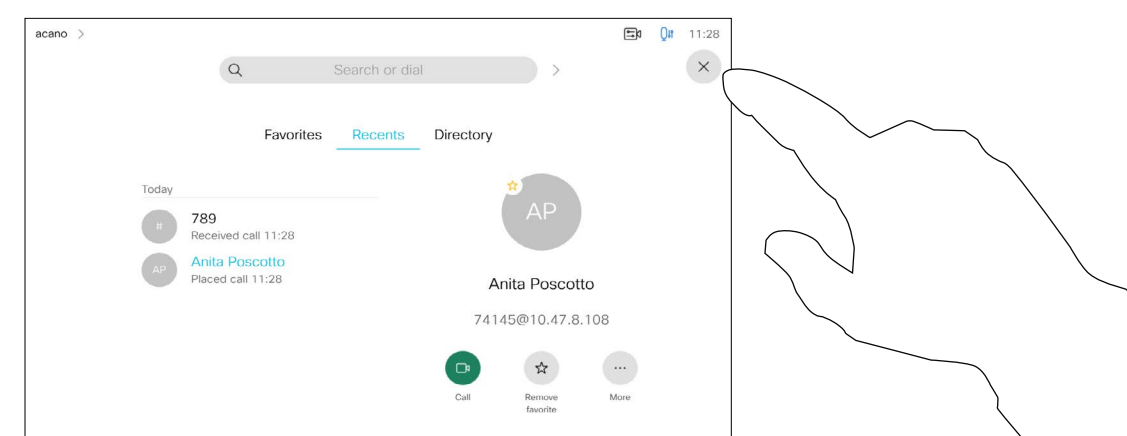 acano >
11:28
Search or dial >
Favorites Recents Directory
Today
# 789
Received call 11:28
AP Anita Poscotto
Placed call 11:28
AP
Anita Poscotto
74145@10.47.8.108
Call
Remove
favorite
More